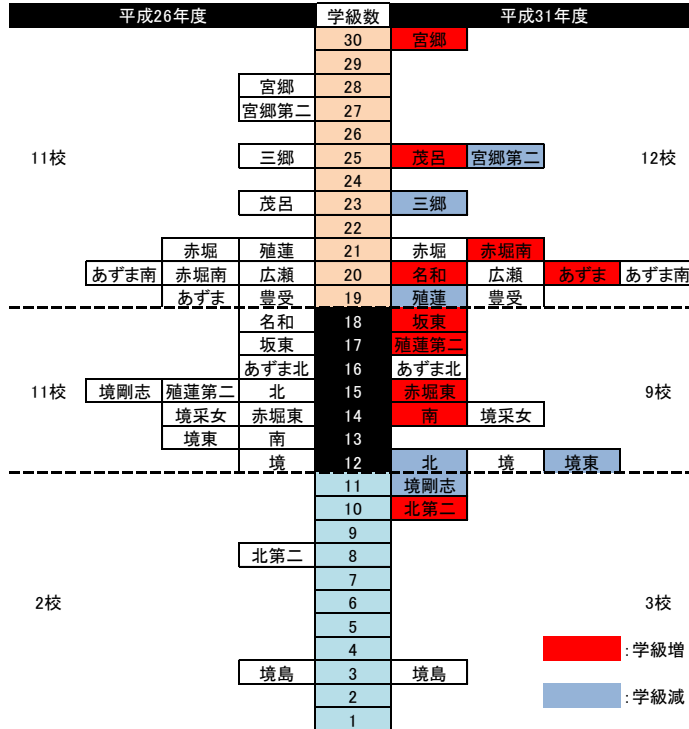 平成26年度 学級数 平成31年度
30 宮郷
29
宮郷 28
宮郷第二 27
26
11校 三郷 25 茂呂 宮郷第二 12校
24
茂呂 23 三郷
22
赤堀 殖蓮 21 赤堀 赤堀南
あずま南 赤堀南 広瀬 20 名和 広瀬 あずま あずま南
あずま 豊受 19 殖蓮 豊受
名和 18 坂東
坂東 17 殖蓮第二
あずま北 16 あずま北
11校 境剛志 殖蓮第二 北 15 赤堀東 9校
境采女 赤堀東 14 南 境采女
境東 南 13
境 12 北 境 境東
11 境剛志
10 北第二
9
北第二 8
7
2校 6 3校
5
4 :学級増
境島 3 境島
2 :学級減
1